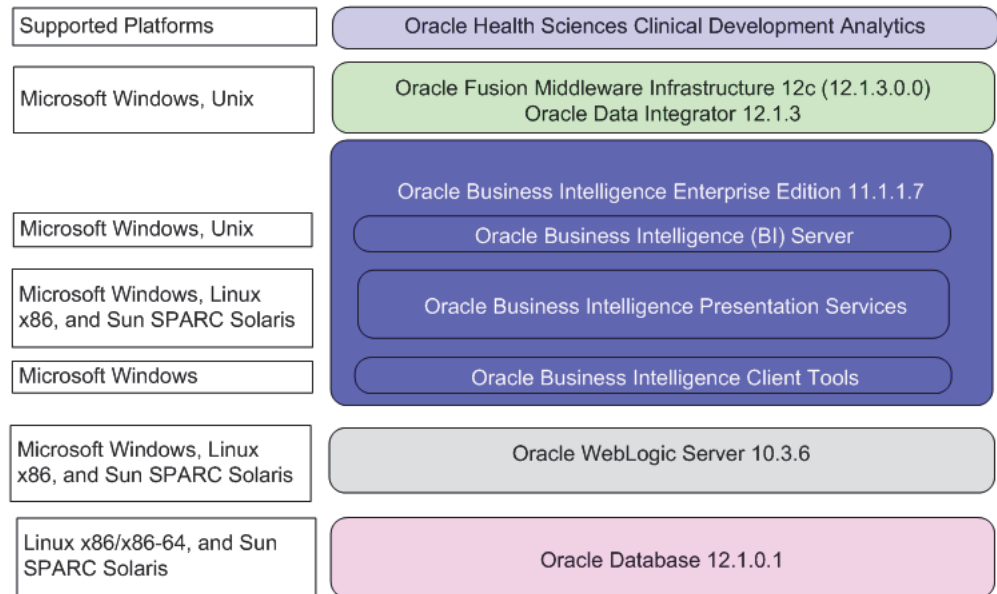 Supported Platforms
Oracle Health Sciences Clinical Development Analytics
Microsoft Windows, Unix
Oracle Fusion Middleware Infrastructure 12c (12.1.3.0.0)
Oracle Data Integrator 12.1.3
Oracle Business Intelligence Enterprise Edition 11.1.1.7
Microsoft Windows, Unix
Oracle Business Intelligence (BI) Server
Microsoft Windows, Linux
x86, and Sun SPARC Solaris
Oracle Business Intelligence Presentation Services
Microsoft Windows
Oracle Business Intelligence Client Tools
Microsoft Windows, Linux
x86, and Sun SPARC Solaris
Oracle WebLogic Server 10.3.6
Linux x86/x86-64, and Sun
SPARC Solaris
Oracle Database 12.1.0.1